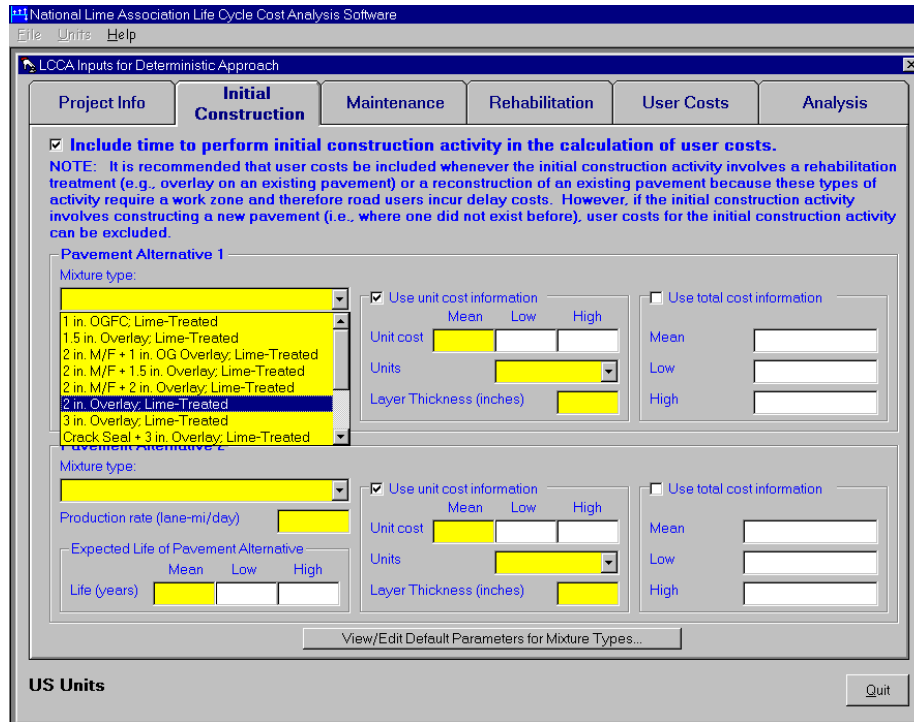 National Lime Association Life Cycle Cost Analysis Software
File Units Help
LCCA Inputs for Deterministic Approach
Project Info
Initial
Construction
Maintenance
Rehabilitation
User Costs
Analysis
Include time to perform initial construction activity in the calculation of user costs.
NOTE: It is recommended that user costs be included whenever the initial construction activity involves a rehabilitation
treatment (e.g., overlay on an existing pavement) or a reconstruction of an existing pavement because these types of
activity require a work zone and therefore road users incur delay costs. However, if the initial construction activity
involves constructing a new pavement (i.e., where one did not exist before), user costs for the initial construction activity
can be excluded.
Pavement Alternative 1
Mixture type:
1 in. OGFC; Lime-Treated
1.5 in. Overlay; Lime-Treated
2 in. M/F + 1 in. OG Overlay; Lime-Treated
2 in. M/F + 1.5 in. Overlay; Lime-Treated
2 in. M/F + 2 in. Overlay; Lime-Treated
2 in. Overlay; Lime-Treated
3 in. Overlay; Lime-Treated
Crack Seal + 3 in. Overlay; Lime-Treated
Use unit cost information
Mean Low High
Unit cost
Units
Layer Thickness (inches)
Use total cost information
Mean
Low
High
Pavement Alternative 2
Mixture type:
Production rate (lane-mi/day)
Expected Life of Pavement Alternative
Mean Low High
Life (years)
Use unit cost information
Mean Low High
Unit cost
Units
Layer Thickness (inches)
Use total cost information
Mean
Low
High
View/Edit Default Parameters for Mixture Types...
US Units
Quit